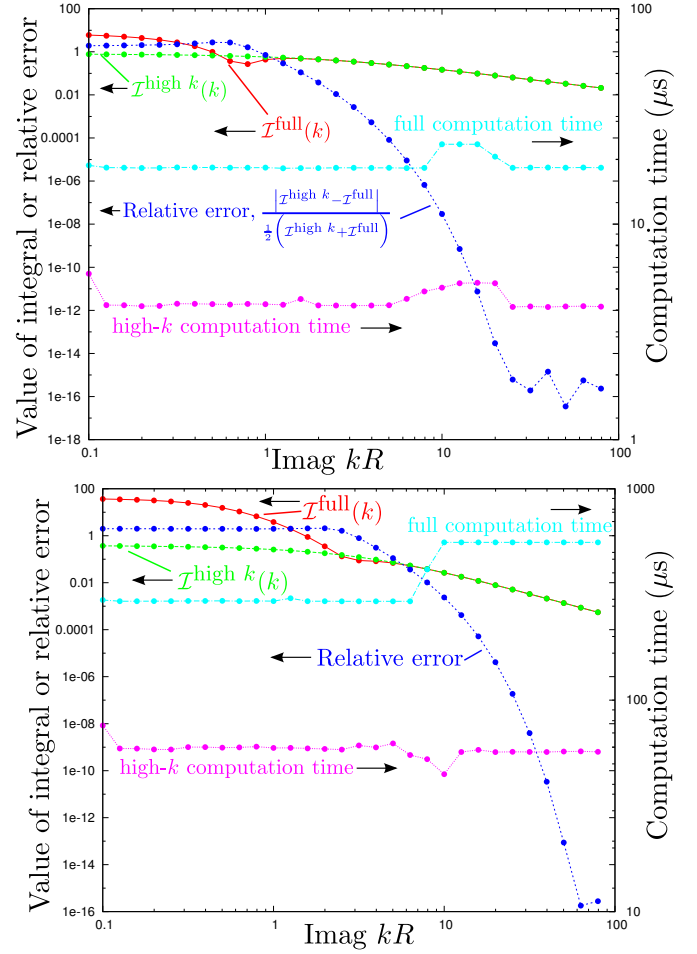 Value of integral or relative error
100
1
0.01
0.0001
1e-06
1e-08
1e-10
1e-12
1e-14
1e-16
1e-18
0.1
1
10
100
Imag kR
100
10
1
Computation time (μs)
ℐ^{high k}(k)
ℐ^{full}(k)
full computation time
Relative error, |ℐ^{high k} − ℐ^{full}| / ½(ℐ^{high k} + ℐ^{full})
high-k computation time
Value of integral or relative error
100
1
0.01
0.0001
1e-06
1e-08
1e-10
1e-12
1e-14
1e-16
0.1
1
10
100
Imag kR
1000
100
10
Computation time (μs)
ℐ^{full}(k)
full computation time
ℐ^{high k}(k)
Relative error
high-k computation time